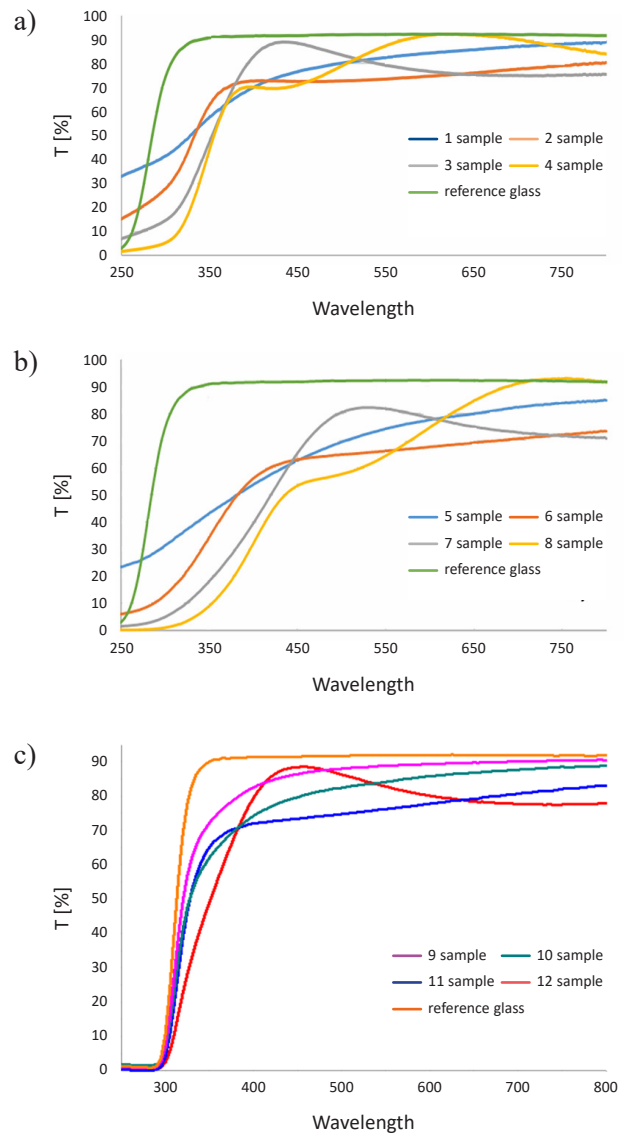 a)
T [%]
100
90
80
70
60
50
40
30
20
10
0
250 350 450 550 650 750
Wavelength
1 sample 2 sample
3 sample 4 sample
reference glass
b)
T [%]
100
90
80
70
60
50
40
30
20
10
0
250 350 450 550 650 750
Wavelength
5 sample 6 sample
7 sample 8 sample
reference glass
c)
T [%]
90
80
70
60
50
40
30
20
10
0
300 400 500 600 700 800
Wavelength
9 sample 10 sample
11 sample 12 sample
reference glass